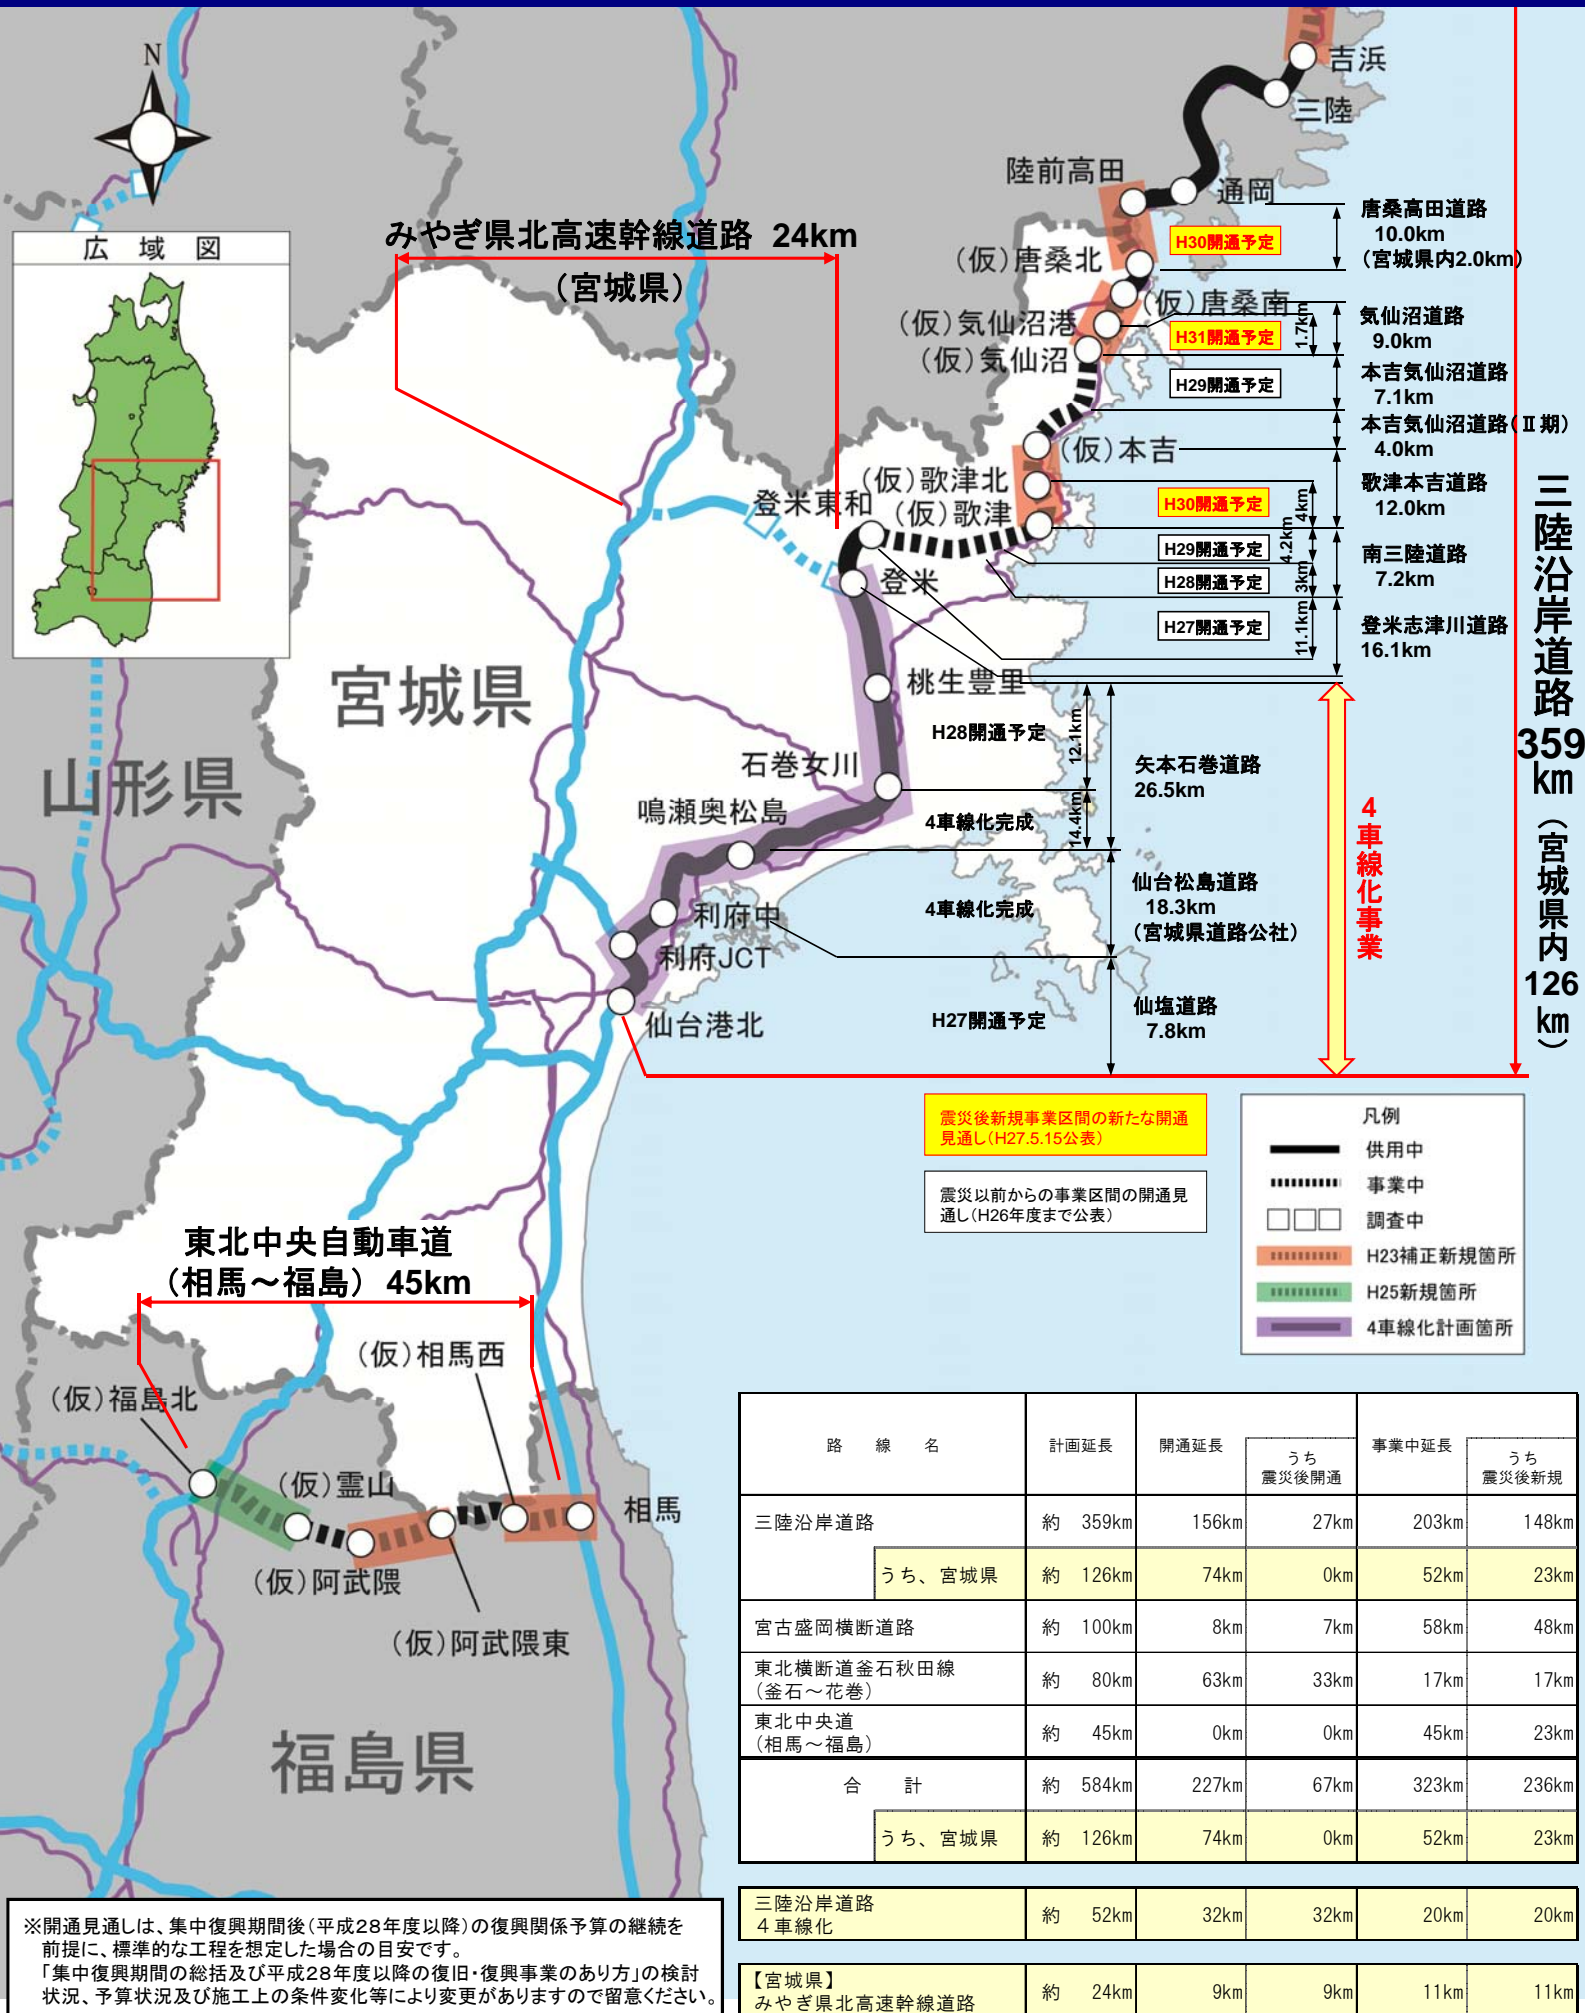 N
広域図
みやぎ県北高速幹線道路 24km
（宮城県）
吉浜
三陸
陸前高田
通岡
（仮）唐桑北
（仮）唐桑南
（仮）気仙沼港
（仮）気仙沼
（仮）本吉
（仮）歌津北
（仮）歌津
登米東和
登米
桃生豊里
石巻女川
鳴瀬奥松島
利府中
利府JCT
仙台港北
宮城県
山形県
福島県
H30開通予定
唐桑高田道路
10.0km
（宮城県内2.0km）
H31開通予定
1.7km
気仙沼道路
9.0km
H29開通予定
本吉気仙沼道路
7.1km
本吉気仙沼道路（Ⅱ期）
4.0km
H30開通予定
4km
歌津本吉道路
12.0km
H29開通予定
4.2km
H28開通予定
3km
南三陸道路
7.2km
H27開通予定
11.1km
登米志津川道路
16.1km
H28開通予定
12.1km
4車線化完成
14.4km
矢本石巻道路
26.5km
4車線化完成
仙台松島道路
18.3km
（宮城県道路公社）
H27開通予定
仙塩道路
7.8km
4車線化事業
三陸沿岸道路359km（宮城県内126km）
震災後新規事業区間の新たな開通
見通し（H27.5.15公表）
震災以前からの事業区間の開通見
通し（H26年度まで公表）
凡例
供用中
事業中
調査中
H23補正新規箇所
H25新規箇所
4車線化計画箇所
東北中央自動車道
（相馬～福島） 45km
（仮）相馬西
（仮）福島北
（仮）霊山
相馬
（仮）阿武隈
（仮）阿武隈東
路線名 計画延長 開通延長 うち震災後開通 事業中延長 うち震災後新規
三陸沿岸道路 約 359km 156km 27km 203km 148km
うち、宮城県 約 126km 74km 0km 52km 23km
宮古盛岡横断道路 約 100km 8km 7km 58km 48km
東北横断道釜石秋田線
（釜石～花巻） 約 80km 63km 33km 17km 17km
東北中央道
（相馬～福島） 約 45km 0km 0km 45km 23km
合計 約 584km 227km 67km 323km 236km
うち、宮城県 約 126km 74km 0km 52km 23km
三陸沿岸道路
４車線化 約 52km 32km 32km 20km 20km
【宮城県】
みやぎ県北高速幹線道路 約 24km 9km 9km 11km 11km
※開通見通しは、集中復興期間後（平成28年度以降）の復興関係予算の継続を
前提に、標準的な工程を想定した場合の目安です。
「集中復興期間の総括及び平成28年度以降の復旧・復興事業のあり方」の検討
状況、予算状況及び施工上の条件変化等により変更がありますので留意ください。